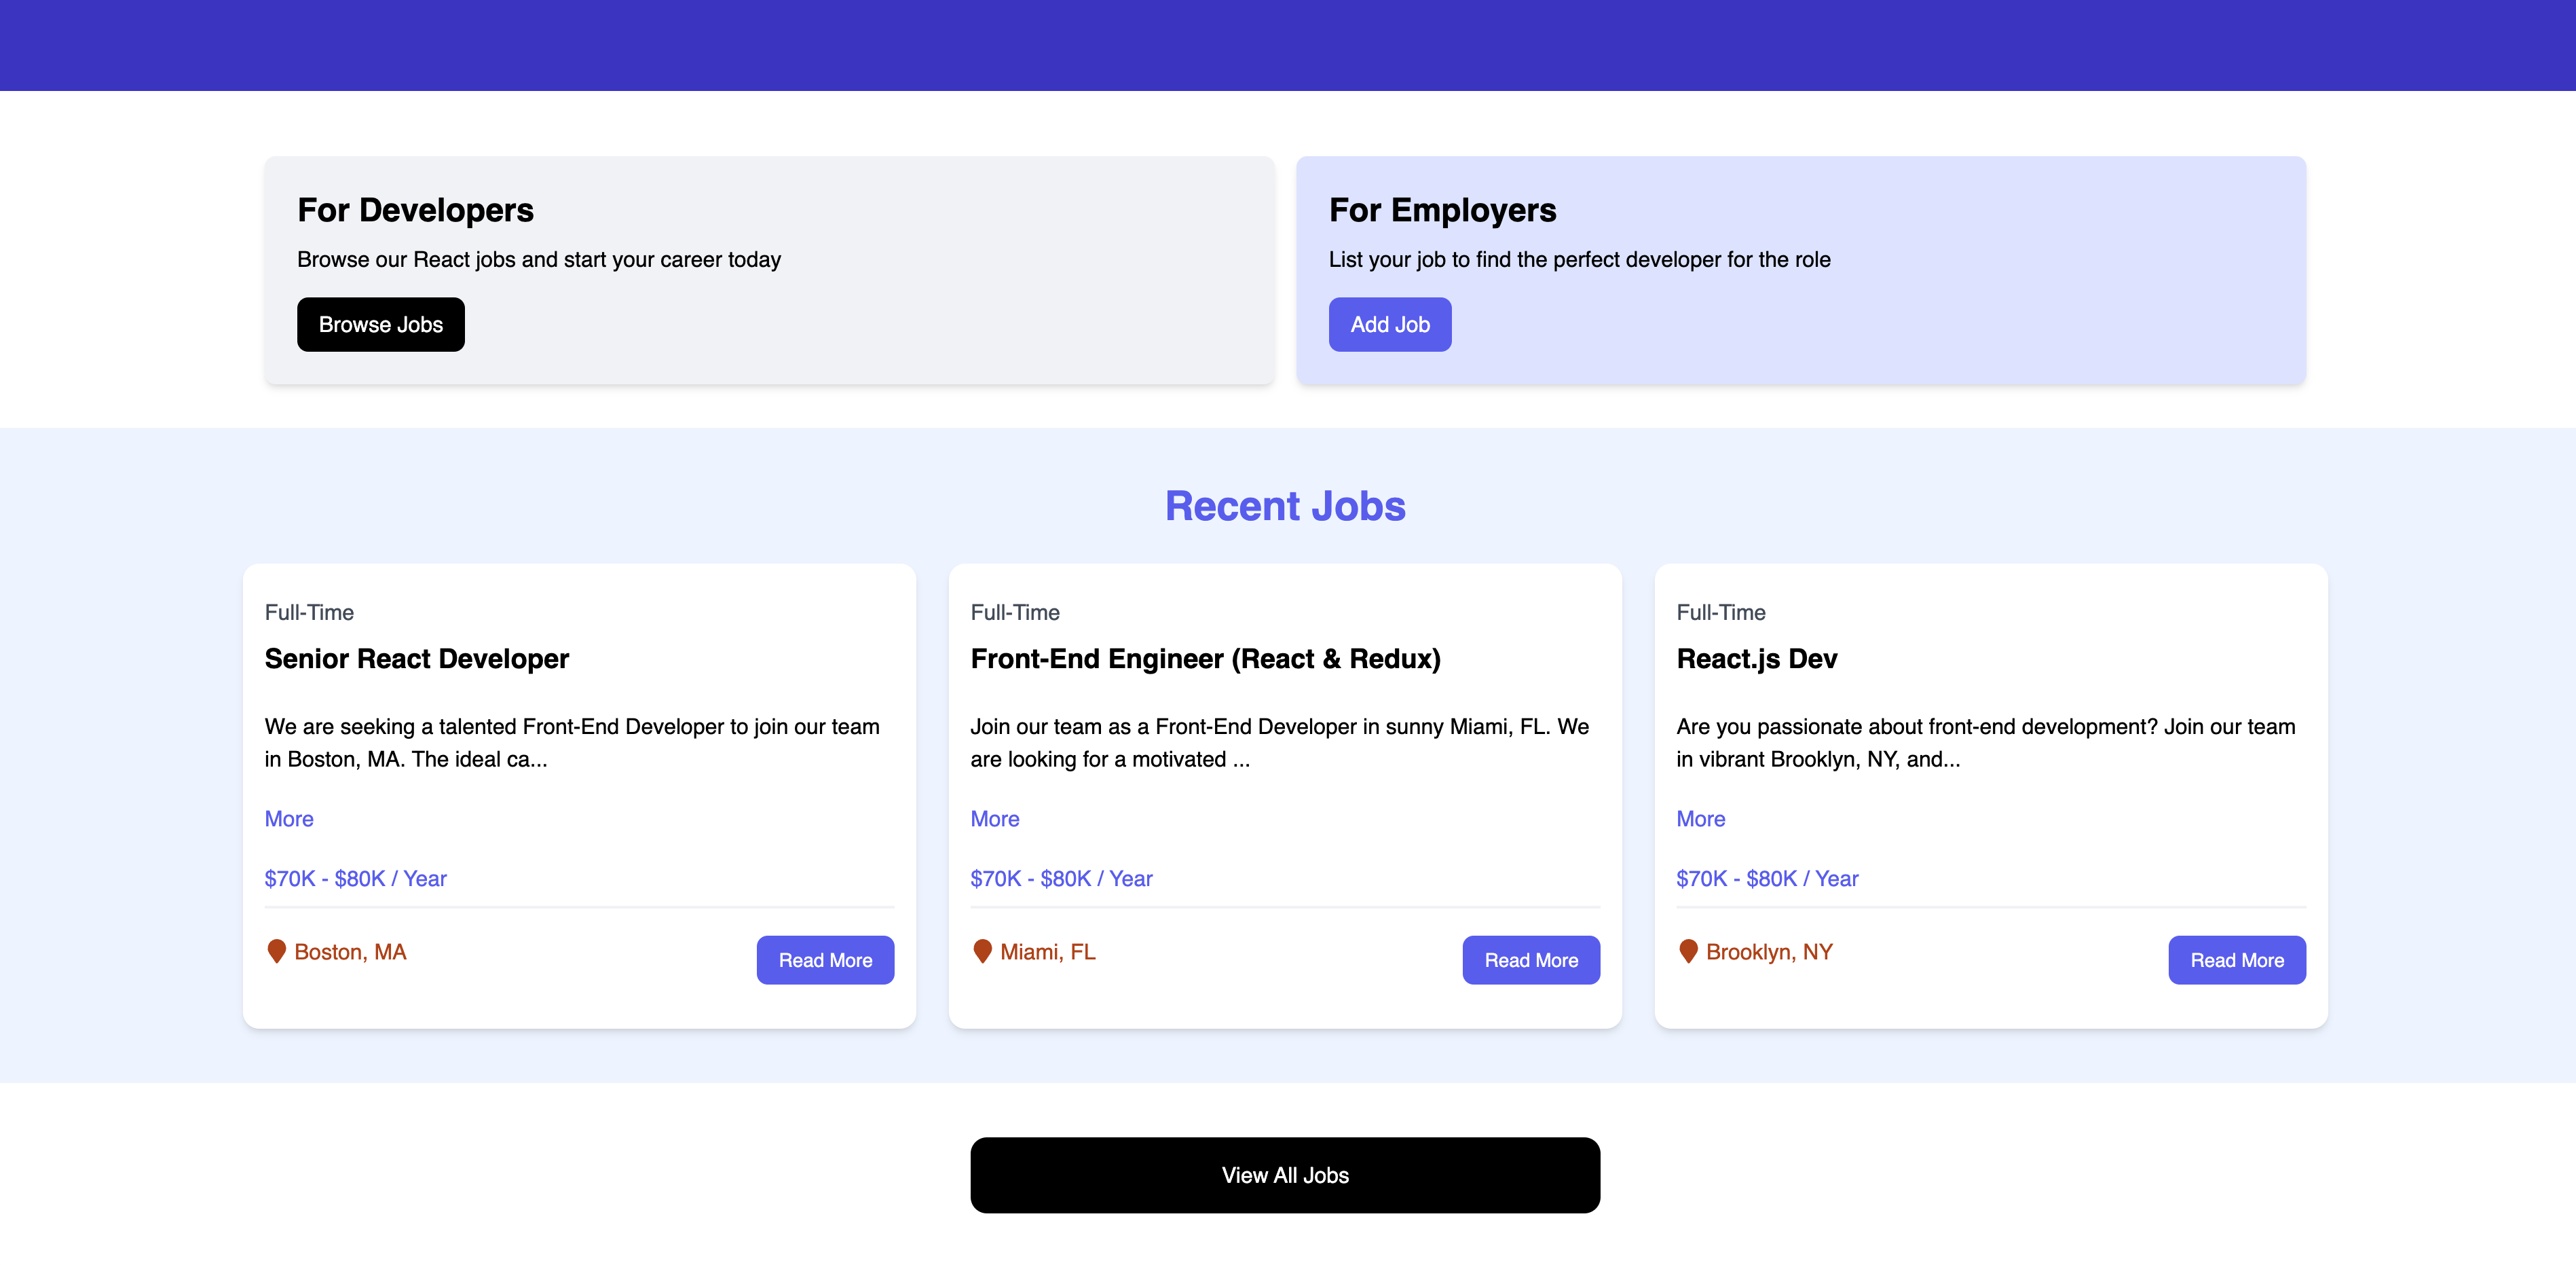 For Developers
Browse our React jobs and start your career today
Browse Jobs
For Employers
List your job to find the perfect developer for the role
Add Job
Recent Jobs
Full-Time
Senior React Developer
We are seeking a talented Front-End Developer to join our team
in Boston, MA. The ideal ca...
More
$70K - $80K / Year
Boston, MA
Read More
Full-Time
Front-End Engineer (React & Redux)
Join our team as a Front-End Developer in sunny Miami, FL. We
are looking for a motivated ...
More
$70K - $80K / Year
Miami, FL
Read More
Full-Time
React.js Dev
Are you passionate about front-end development? Join our team
in vibrant Brooklyn, NY, and...
More
$70K - $80K / Year
Brooklyn, NY
Read More
View All Jobs